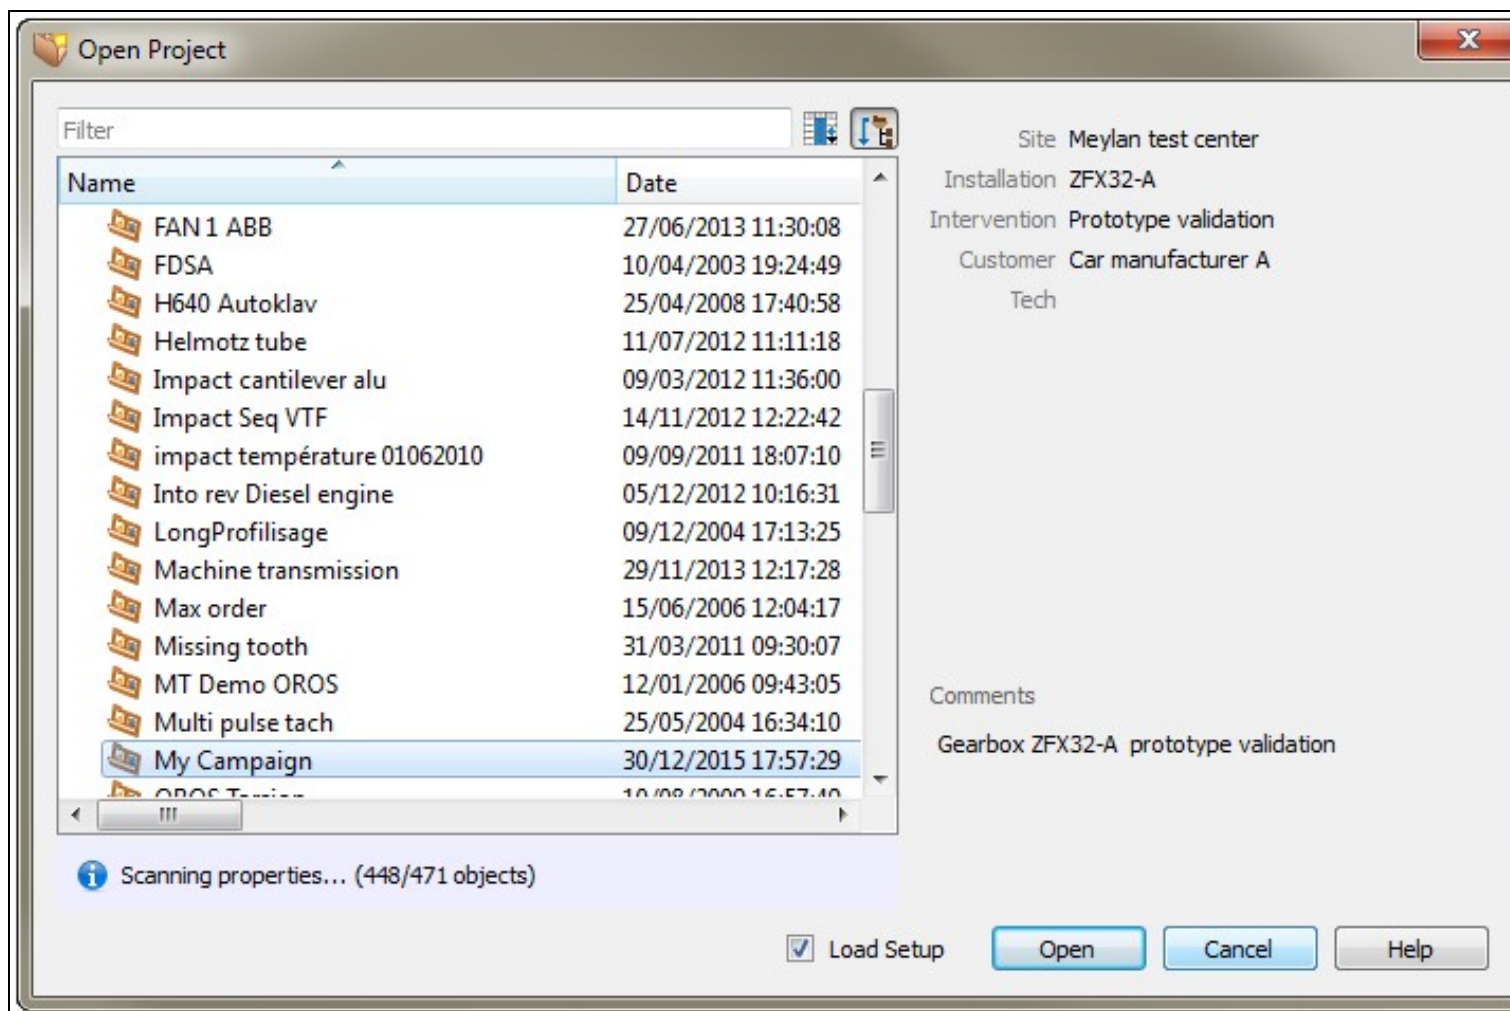 Open Project
Filter
Name Date
FAN 1 ABB 27/06/2013 11:30:08
FDSA 10/04/2003 19:24:49
H640 Autoklav 25/04/2008 17:40:58
Helmotz tube 11/07/2012 11:11:18
Impact cantilever alu 09/03/2012 11:36:00
Impact Seq VTF 14/11/2012 12:22:42
impact température 01062010 09/09/2011 18:07:10
Into rev Diesel engine 05/12/2012 10:16:31
LongProfilisage 09/12/2004 17:13:25
Machine transmission 29/11/2013 12:17:28
Max order 15/06/2006 12:04:17
Missing tooth 31/03/2011 09:30:07
MT Demo OROS 12/01/2006 09:43:05
Multi pulse tach 25/05/2004 16:34:10
My Campaign 30/12/2015 17:57:29
OROS Torsion
Scanning properties... (448/471 objects)
Site Meylan test center
Installation ZFX32-A
Intervention Prototype validation
Customer Car manufacturer A
Tech
Comments
Gearbox ZFX32-A prototype validation
Load Setup Open Cancel Help